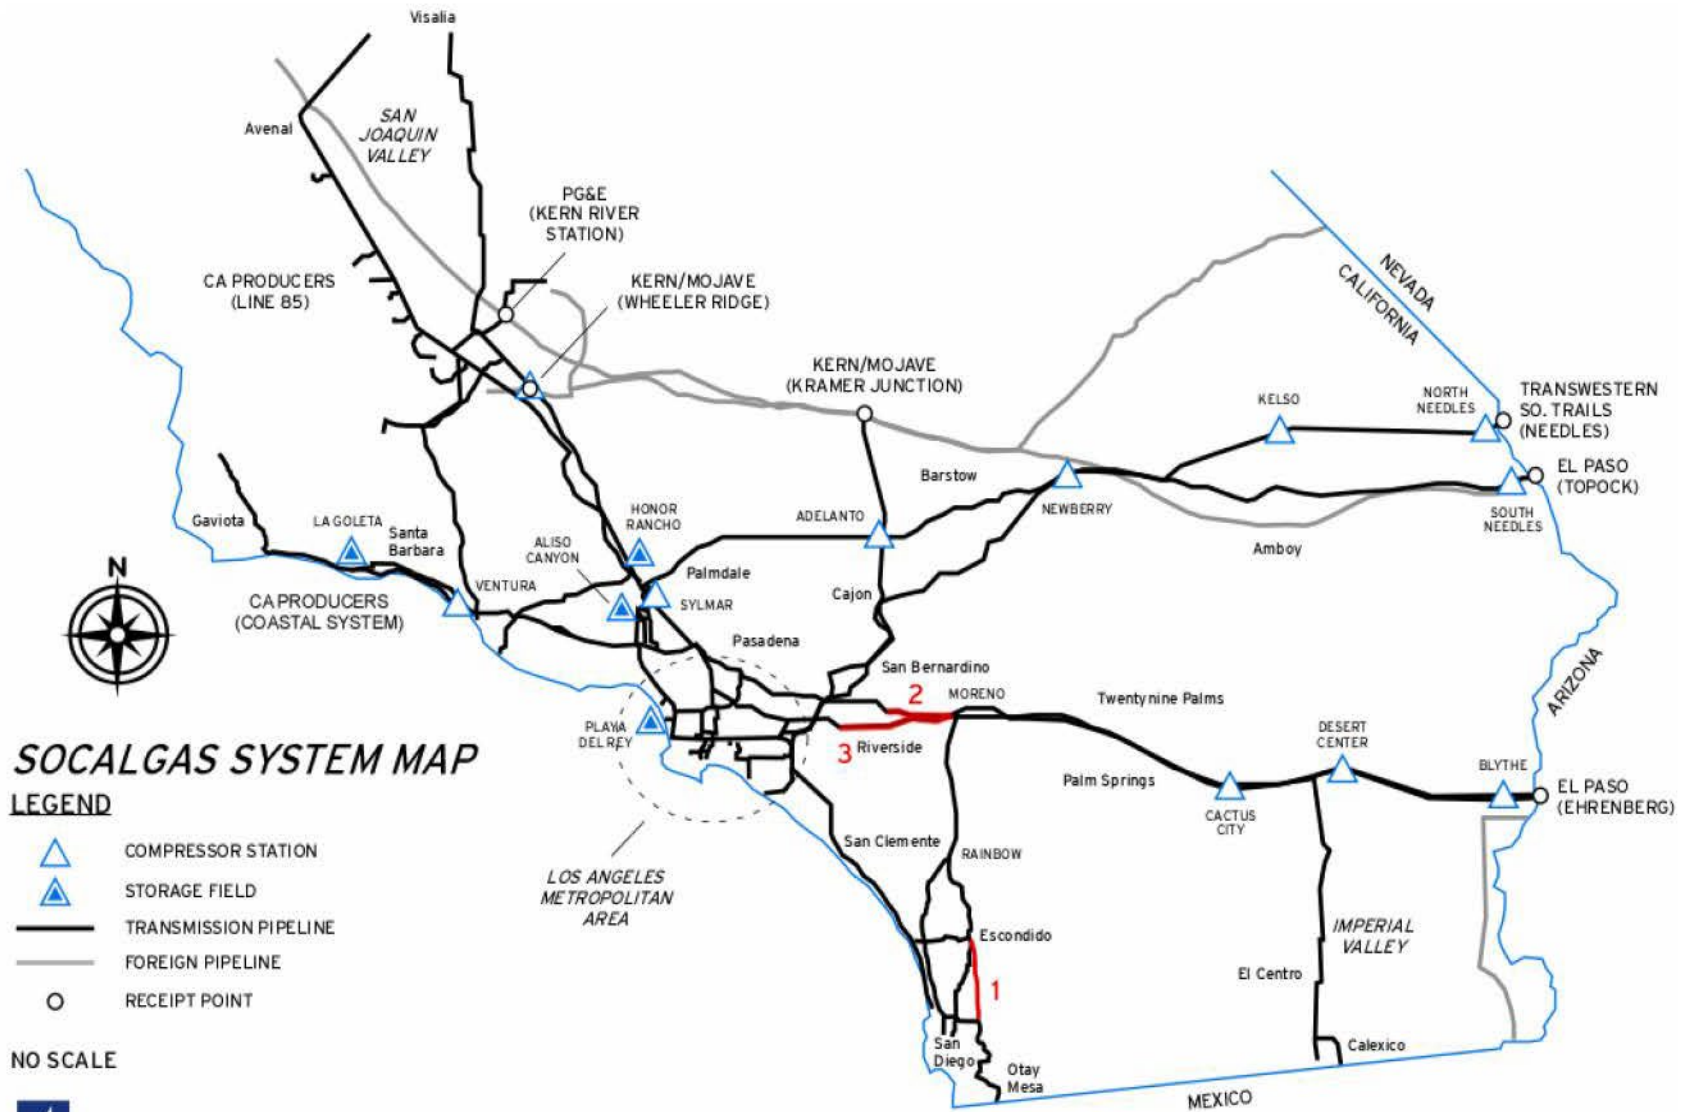 Visalia
SAN
JOAQUIN
VALLEY
Avenal
PG&E
(KERN RIVER
STATION)
CA PRODUCERS
(LINE 85)
KERN/MOJAVE
(WHEELER RIDGE)
NEVADA
CALIFORNIA
KERN/MOJAVE
(KRAMER JUNCTION)
KELSO
NORTH
NEEDLES
TRANSWESTERN
SO. TRAILS
(NEEDLES)
EL PASO
(TOPOCK)
Barstow
NEWBERRY
SOUTH
NEEDLES
Amboy
Gaviota
LA GOLETA
Santa
Barbara
HONOR
RANCHO
ALISO
CANYON
ADELANTO
N
VENTURA
Palmdale
SYLMAR
Cajon
CA PRODUCERS
(COASTAL SYSTEM)
Pasadena
San Bernardino
2
MORENO
Twentynine Palms
ARIZONA
PLAYA
DEL REY
3
Riverside
DESERT
CENTER
Palm Springs
BLYTHE
EL PASO
(EHRENBERG)
CACTUS
CITY
SOCALGAS SYSTEM MAP
LEGEND
COMPRESSOR STATION
STORAGE FIELD
TRANSMISSION PIPELINE
FOREIGN PIPELINE
RECEIPT POINT
NO SCALE
San Clemente
RAINBOW
LOS ANGELES
METROPOLITAN
AREA
Escondido
1
IMPERIAL
VALLEY
El Centro
San
Diego
Otay
Mesa
Calexico
MEXICO